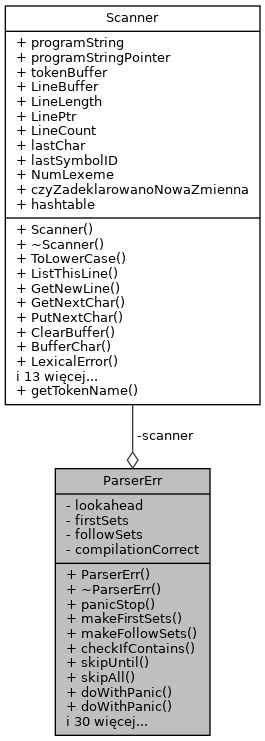 Scanner
+ programString
+ programStringPointer
+ tokenBuffer
+ LineBuffer
+ LineLength
+ LinePtr
+ LineCount
+ lastChar
+ lastSymbolID
+ NumLexeme
+ czyZadeklarowanoNowaZmienna
+ hashtable
+ Scanner()
+ ~Scanner()
+ ToLowerCase()
+ ListThisLine()
+ GetNewLine()
+ GetNextChar()
+ PutNextChar()
+ ClearBuffer()
+ BufferChar()
+ LexicalError()
i 13 więcej...
+ getTokenName()
-scanner
ParserErr
- lookahead
- firstSets
- followSets
- compilationCorrect
+ ParserErr()
+ ~ParserErr()
+ panicStop()
+ makeFirstSets()
+ makeFollowSets()
+ checkIfContains()
+ skipUntil()
+ skipAll()
+ doWithPanic()
+ doWithPanic()
i 30 więcej...